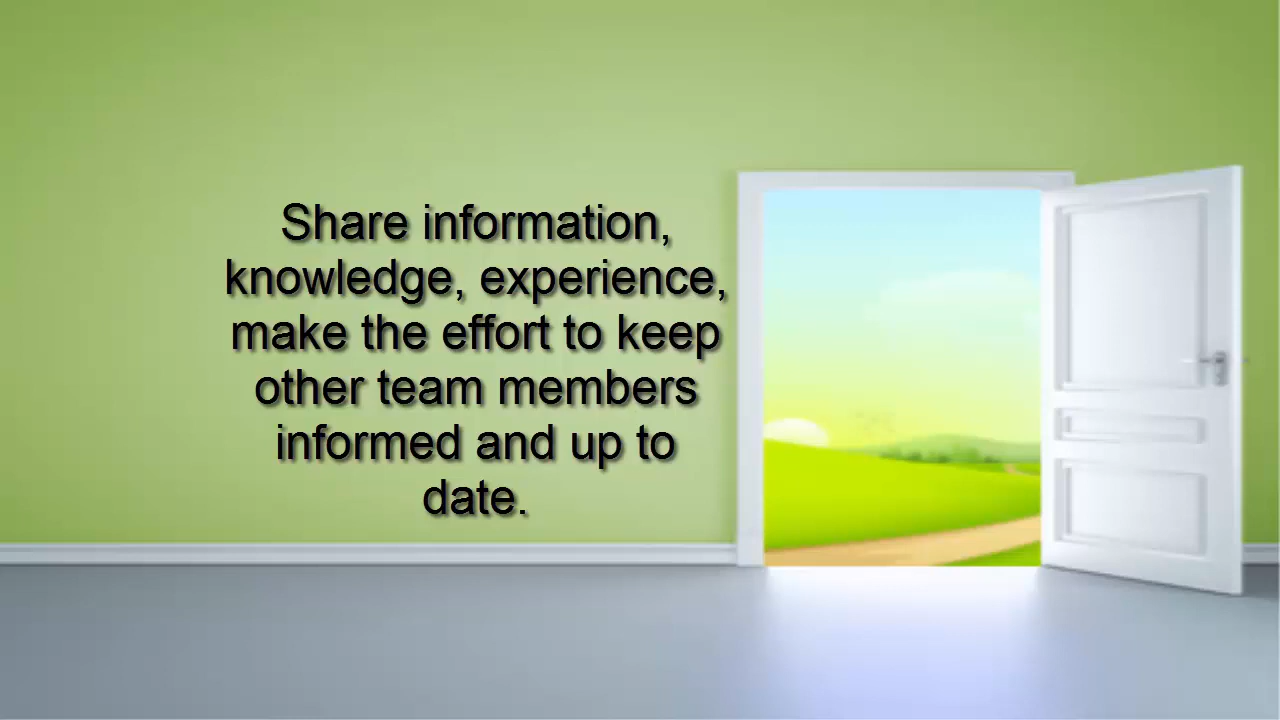 Share information,
knowledge, experience,
make the effort to keep
other team members
informed and up to
date.